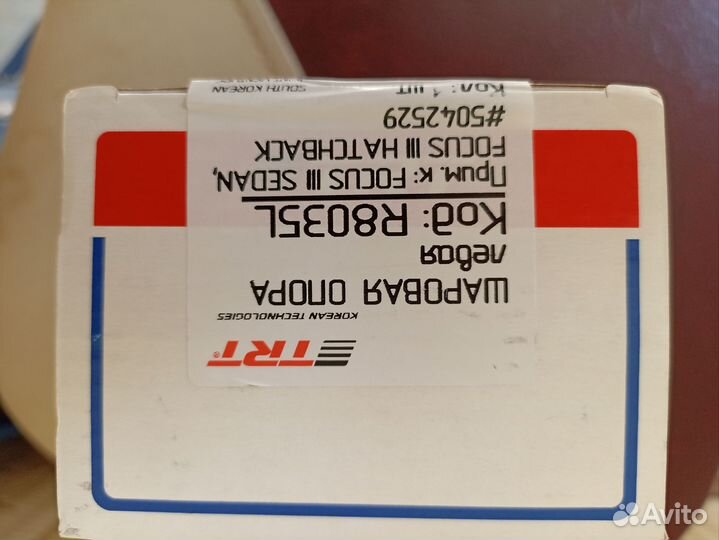 TRT®
KOREAN TECHNOLOGIES
ШАРОВАЯ ОПОРА
левая
Код: R8035L
Прим. к: FOCUS III SEDAN,
FOCUS III HATCHBACK
#5042529
Кол.: 1 шт
SOUTH KOREAN
Avito